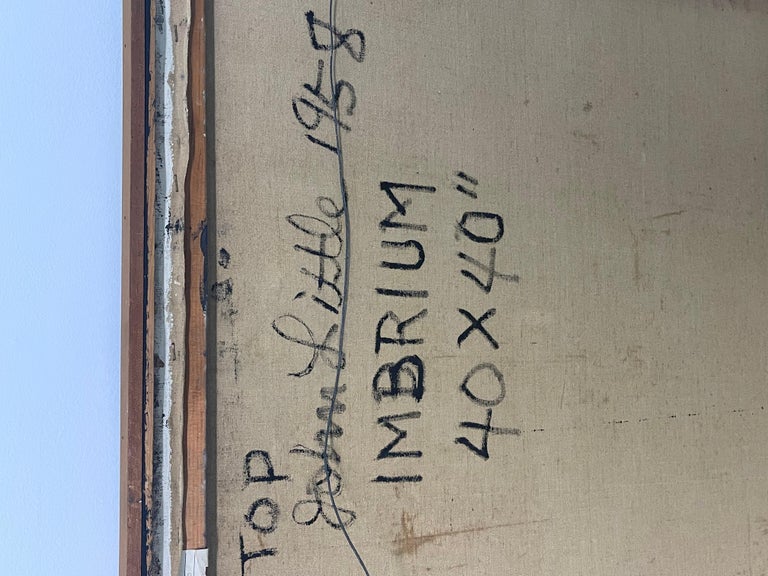 TOP
John Little 1958
IMBRIUM
40 X 40"